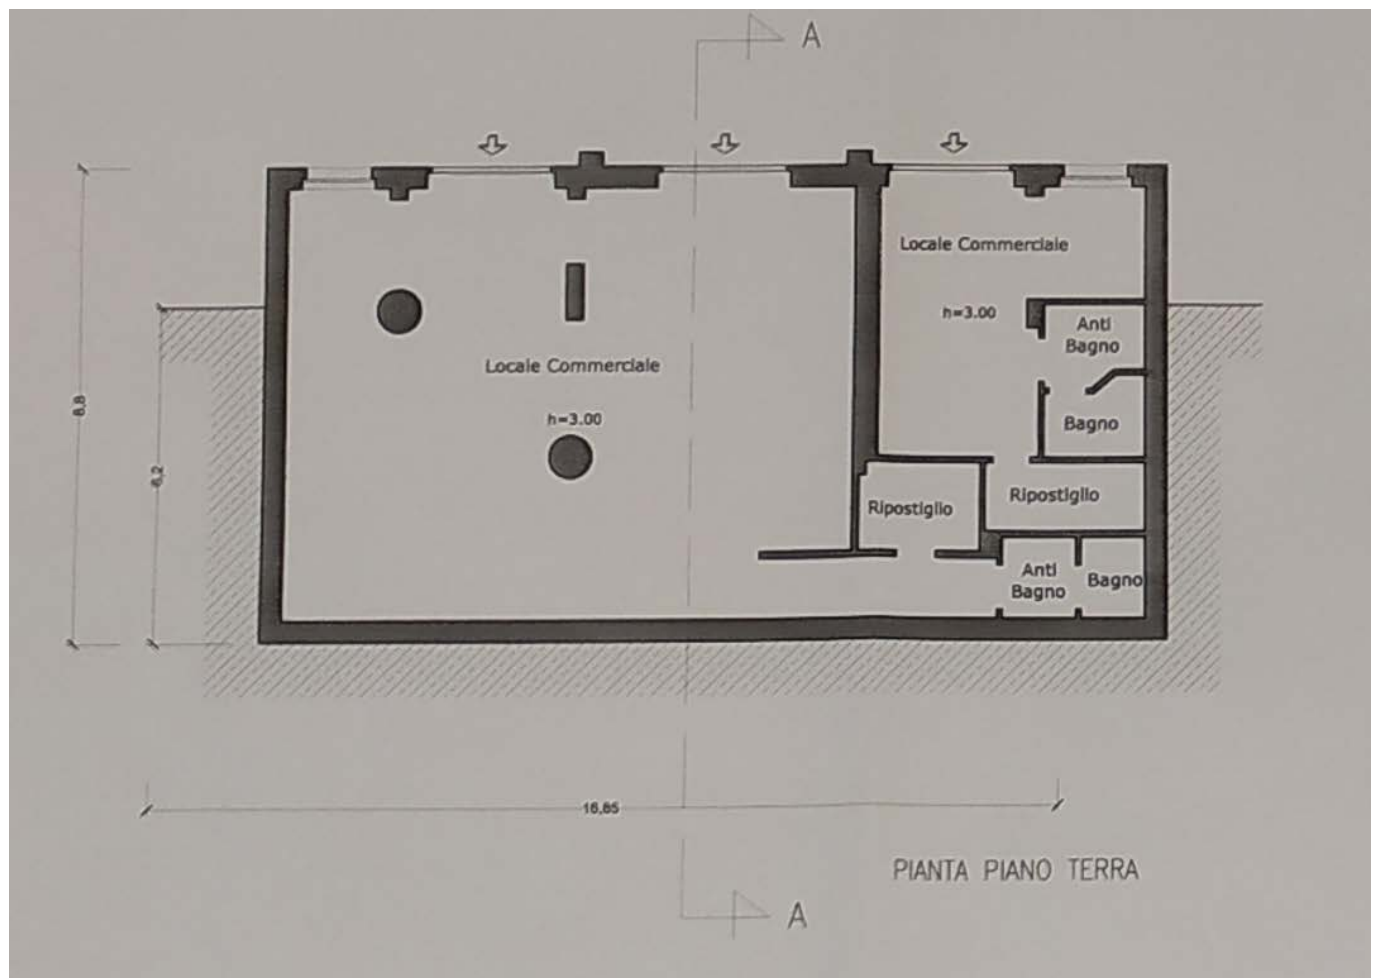 A
Locale Commerciale
h=3.00
Anti
Bagno
Locale Commerciale
8,8
h=3.00
Bagno
6,2
Ripostiglio
Ripostiglio
Anti
Bagno
Bagno
16,85
PIANTA PIANO TERRA
A